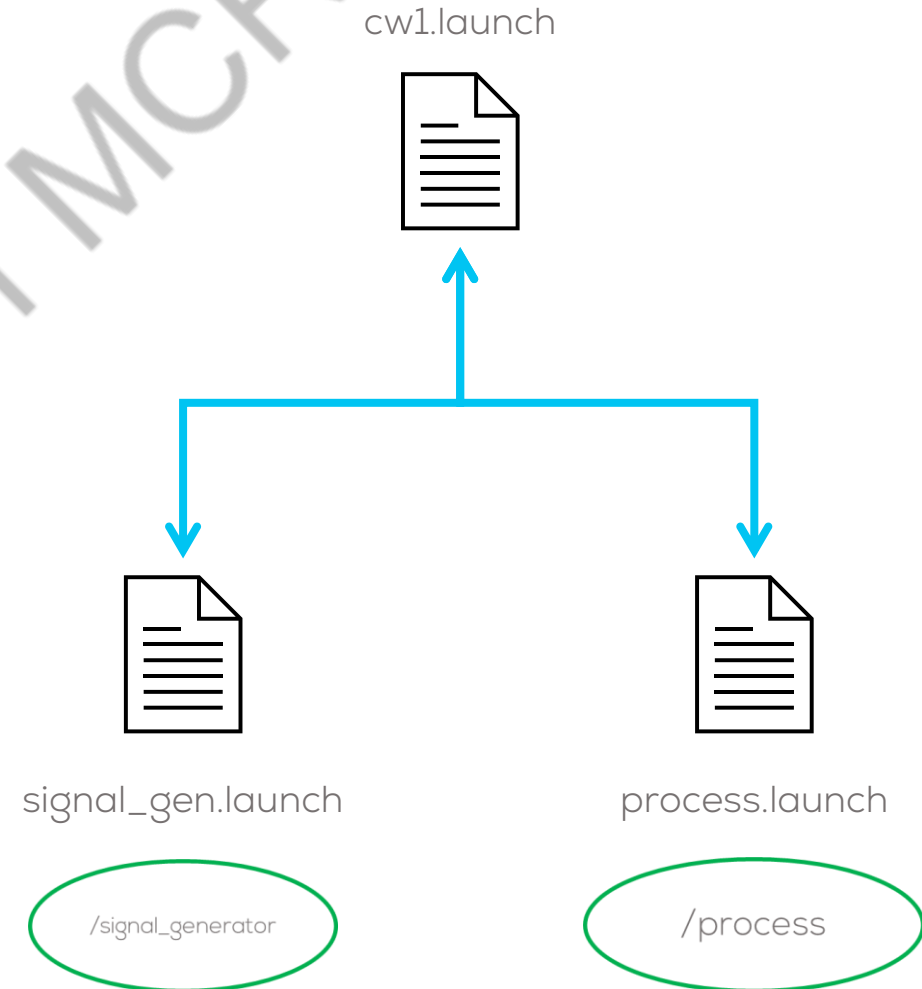 cw1.launch
signal_gen.launch
process.launch
/signal_generator
/process